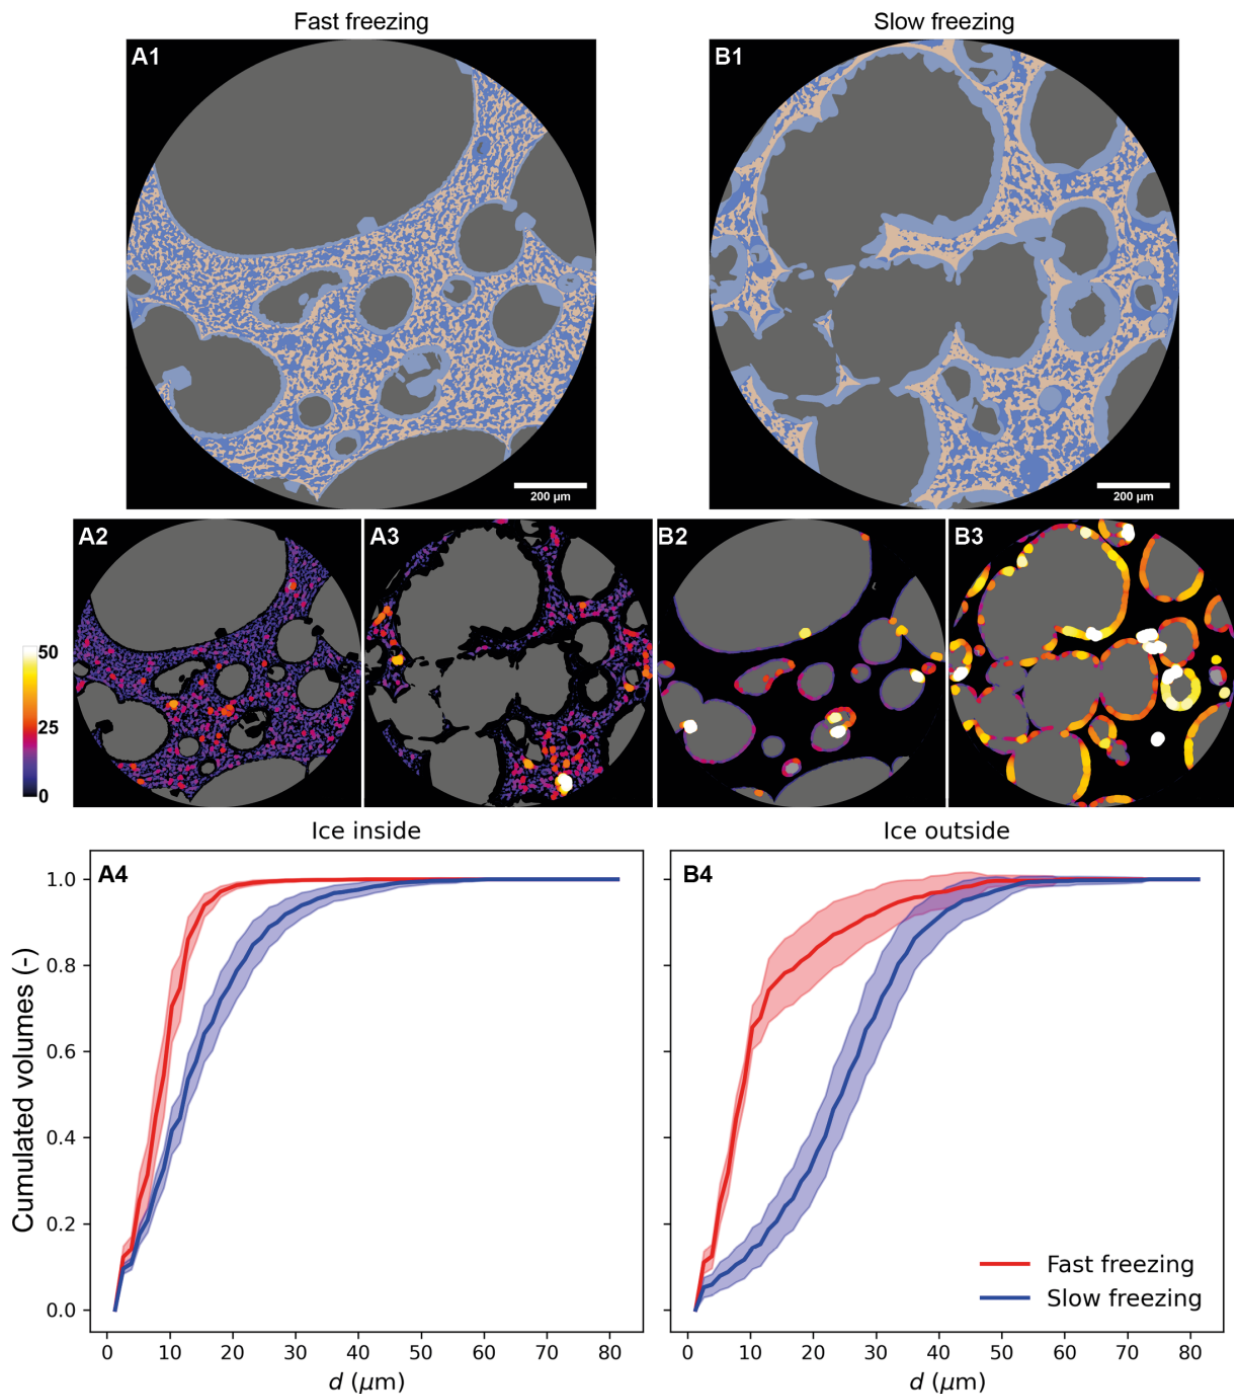 Fast freezing
Slow freezing
A1
B1
200 µm
200 µm
A2
A3
B2
B3
50
25
0
Ice inside
Ice outside
A4
B4
1.0
0.8
0.6
0.4
0.2
0.0
Cumulated volumes (-)
Fast freezing
Slow freezing
0 10 20 30 40 50 60 70 80
0 10 20 30 40 50 60 70 80
d (µm)
d (µm)